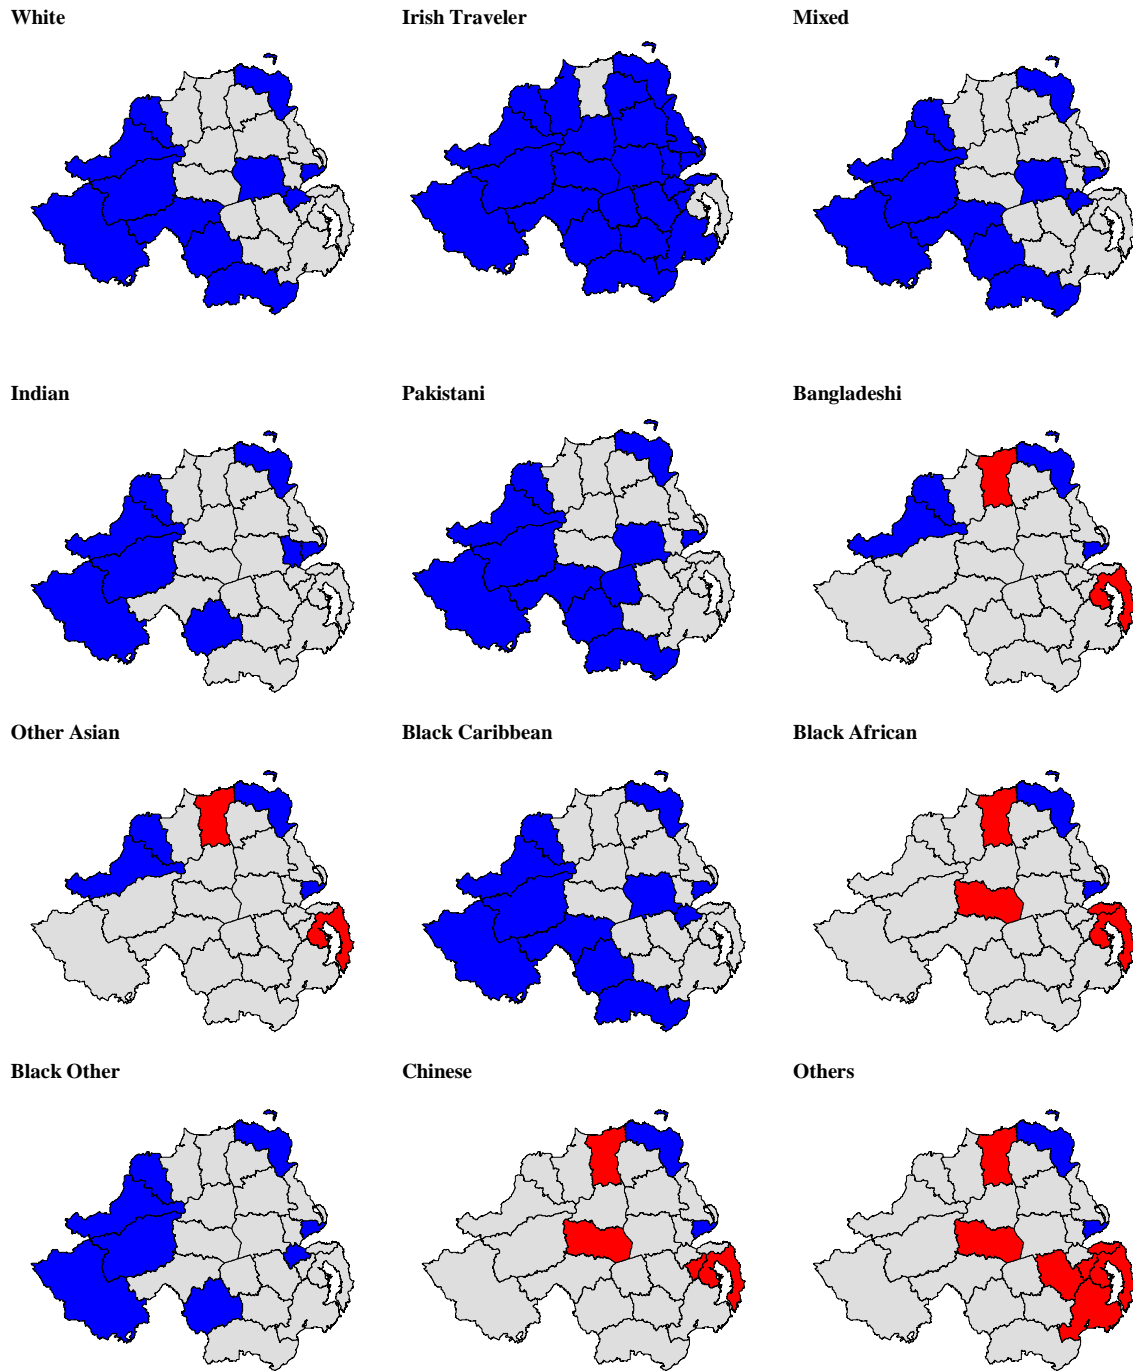 White
Irish Traveler
Mixed
Indian
Pakistani
Bangladeshi
Other Asian
Black Caribbean
Black African
Black Other
Chinese
Others